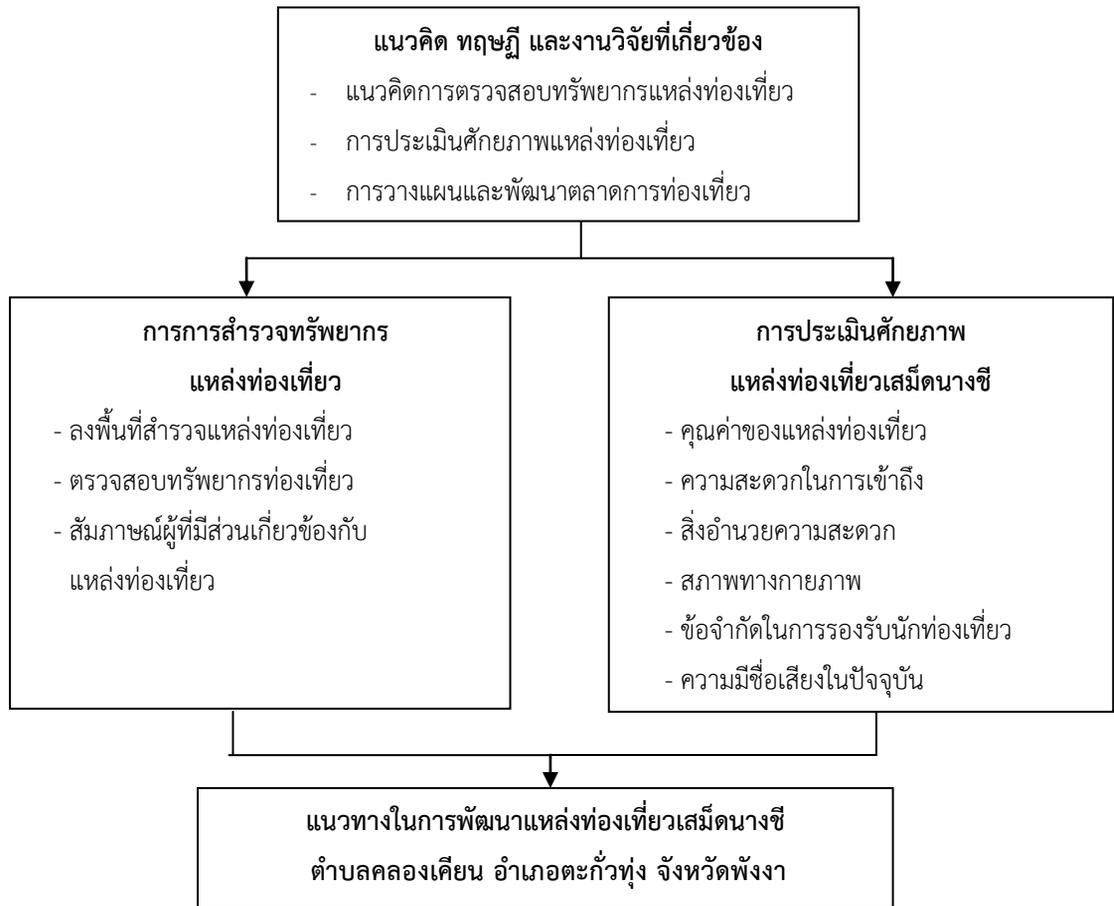 แนวคิด ทฤษฏี และงานวิจัยที่เกี่ยวข้อง
- แนวคิดการตรวจสอบทรัพยากรแหล่งท่องเที่ยว
- การประเมินศักยภาพแหล่งท่องเที่ยว
- การวางแผนและพัฒนาตลาดการท่องเที่ยว
การการสำรวจทรัพยากร
แหล่งท่องเที่ยว
- ลงพื้นที่สำรวจแหล่งท่องเที่ยว
- ตรวจสอบทรัพยากรท่องเที่ยว
- สัมภาษณ์ผู้ที่มีส่วนเกี่ยวข้องกับ
แหล่งท่องเที่ยว
การประเมินศักยภาพ
แหล่งท่องเที่ยวเสม็ดนางชี
- คุณค่าของแหล่งท่องเที่ยว
- ความสะดวกในการเข้าถึง
- สิ่งอำนวยความสะดวก
- สภาพทางกายภาพ
- ข้อจำกัดในการรองรับนักท่องเที่ยว
- ความมีชื่อเสียงในปัจจุบัน
แนวทางในการพัฒนาแหล่งท่องเที่ยวเสม็ดนางชี
ตำบลคลองเคียน อำเภอตะกั่วทุ่ง จังหวัดพังงา